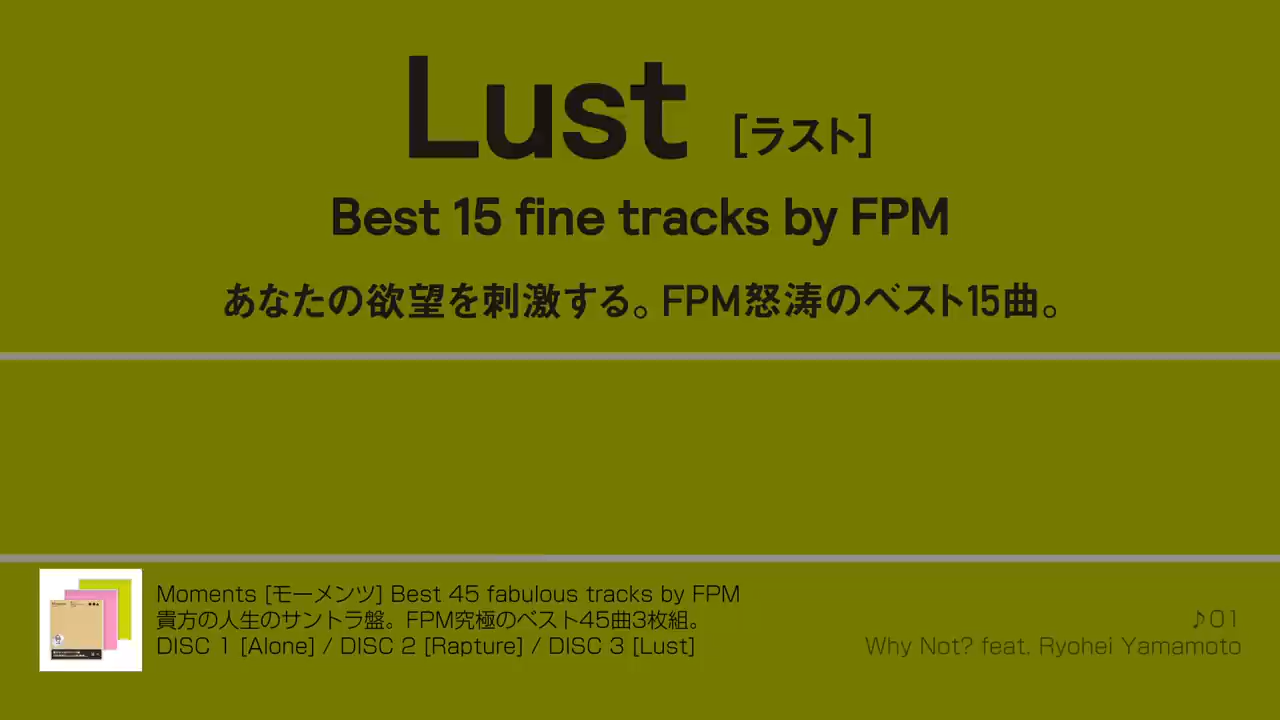 Lust [ラスト]
Best 15 fine tracks by FPM
あなたの欲望を刺激する。FPM怒涛のベスト15曲。
Moments [モーメンツ] Best 45 fabulous tracks by FPM
貴方の人生のサントラ盤。FPM究極のベスト45曲3枚組。
DISC 1 [Alone] / DISC 2 [Rapture] / DISC 3 [Lust]
♪01
Why Not? feat. Ryohei Yamamoto